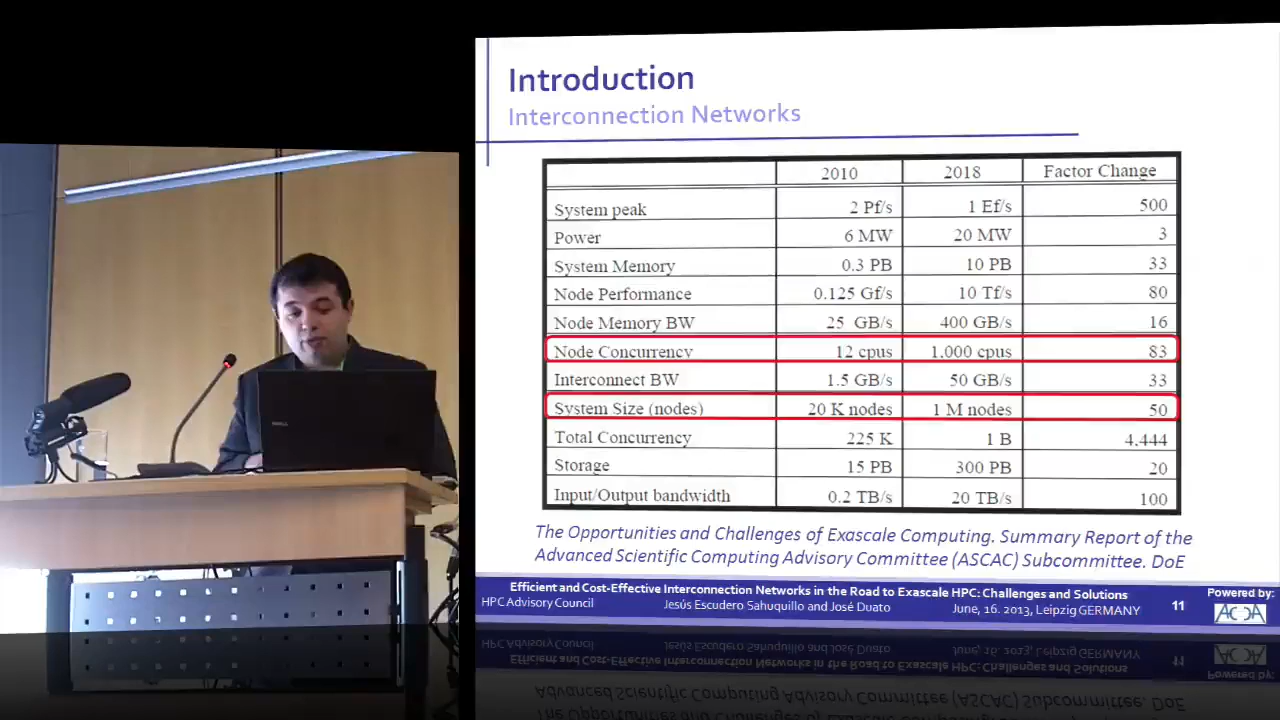 Introduction
Interconnection Networks
2010 2018 Factor Change
System peak 2 Pf/s 1 Ef/s 500
Power 6 MW 20 MW 3
System Memory 0.3 PB 10 PB 33
Node Performance 0.125 Gf/s 10 Tf/s 80
Node Memory BW 25 GB/s 400 GB/s 16
Node Concurrency 12 cpus 1,000 cpus 83
Interconnect BW 1.5 GB/s 50 GB/s 33
System Size (nodes) 20 K nodes 1 M nodes 50
Total Concurrency 225 K 1 B 4,444
Storage 15 PB 300 PB 20
Input/Output bandwidth 0.2 TB/s 20 TB/s 100
The Opportunities and Challenges of Exascale Computing. Summary Report of the
Advanced Scientific Computing Advisory Committee (ASCAC) Subcommittee. DoE
Efficient and Cost-Effective Interconnection Networks in the Road to Exascale HPC: Challenges and Solutions
HPC Advisory Council Jesús Escudero Sahuquillo and José Duato June, 16. 2013, Leipzig GERMANY 11
Powered by:
DELL